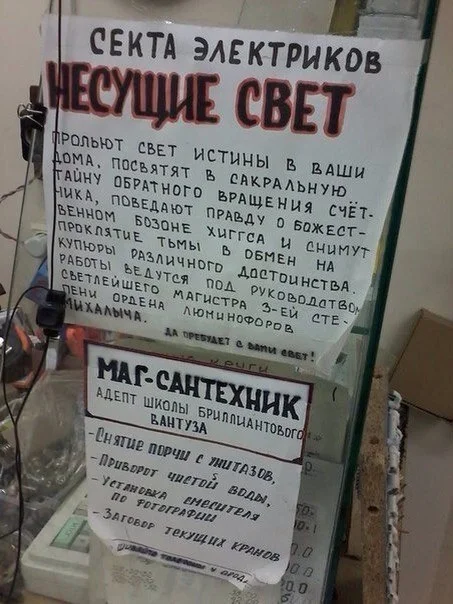 СЕКТА ЭЛЕКТРИКОВ
НЕСУЩИЕ СВЕТ
ПРОЛЬЮТ СВЕТ ИСТИНЫ В ВАШИ
ДОМА, ПОСВЯТЯТ В САКРАЛЬНУЮ
ТАЙНУ ОБРАТНОГО ВРАЩЕНИЯ СЧЁТ-
ЧИКА, ПОВЕДАЮТ ПРАВДУ О БОЖЕСТ-
ВЕННОМ БОЗОНЕ ХИГГСА И СНИМУТ
ПРОКЛЯТИЕ ТЬМЫ В ОБМЕН НА
КУПЮРЫ РАЗЛИЧНОГО ДОСТОИНСТВА.
РАБОТЫ ВЕДУТСЯ ПОД РУКОВОДСТВОМ
СВЕТЛЕЙШЕГО МАГИСТРА 3-ЕЙ СТЕ-
ПЕНИ ОРДЕНА ЛЮМИНОФОРОВ
МИХАЛЫЧА.
ДА ПРЕБУДЕТ С ВАМИ СВЕТ!
МАГ-САНТЕХНИК
АДЕПТ ШКОЛЫ БРИЛЛИАНТОВОГО
ВАНТУЗА
-СНЯТИЕ ПОРЧИ С УНИТАЗОВ,
-ПРИВОРОТ ЧИСТОЙ ВОДЫ,
-УСТАНОВКА СМЕСИТЕЛЯ
ПО ФОТОГРАФИИ
-ЗАГОВОР ТЕКУЩИХ КРАНОВ